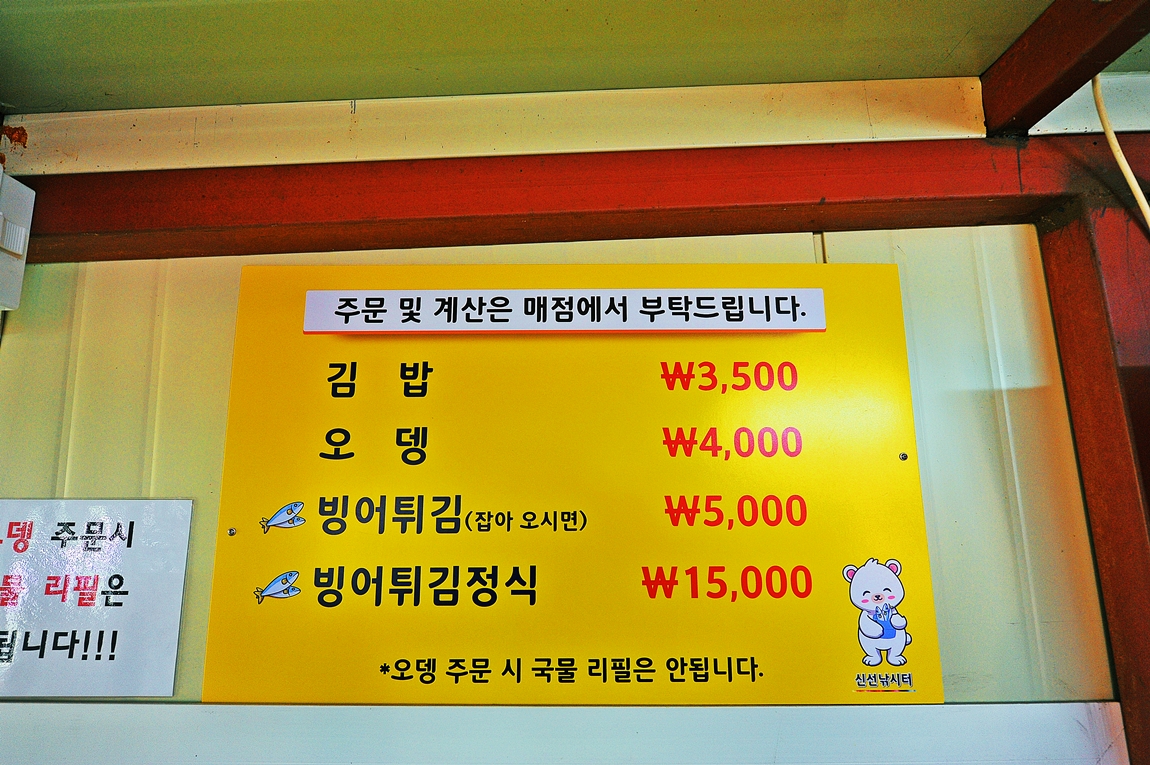 주문 및 계산은 매점에서 부탁드립니다.
김 밥 ₩3,500
오 뎅 ₩4,000
빙어튀김(잡아 오시면) ₩5,000
빙어튀김정식 ₩15,000
*오뎅 주문 시 국물 리필은 안됩니다.
신선낚시터
뎅 주문시
물 리필은
됩니다!!!